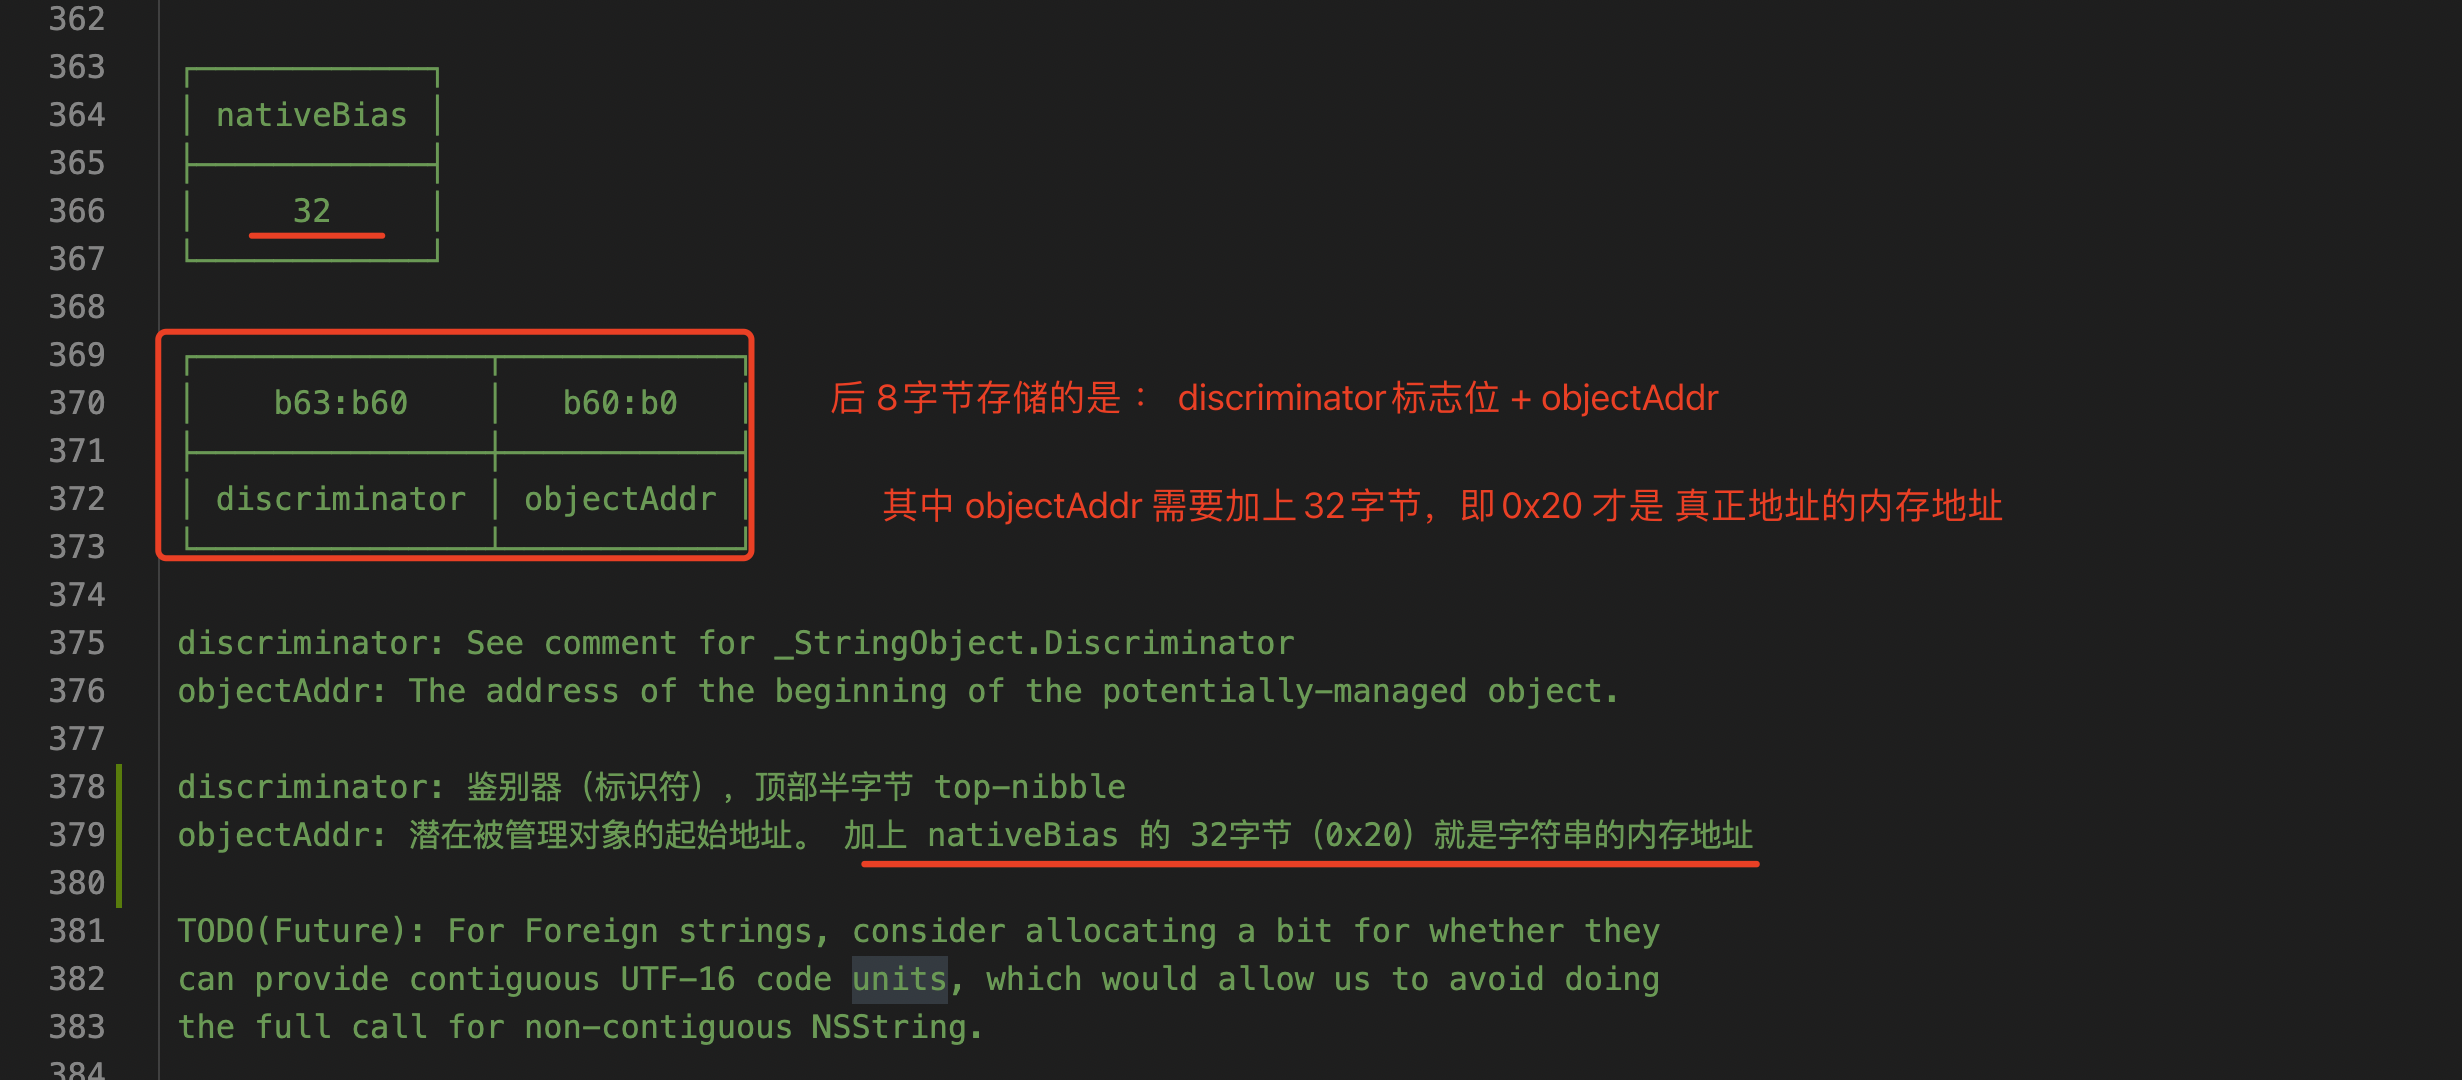 362
363
364 nativeBias
365
366 32
367
368
369
370 b63:b60 b60:b0 后 8字节存储的是： discriminator标志位 + objectAddr
371
372 discriminator objectAddr 其中 objectAddr 需要加上32字节，即0x20 才是 真正地址的内存地址
373
374
375 discriminator: See comment for _StringObject.Discriminator
376 objectAddr: The address of the beginning of the potentially-managed object.
377
378 discriminator: 鉴别器（标识符），顶部半字节 top-nibble
379 objectAddr: 潜在被管理对象的起始地址。 加上 nativeBias 的 32字节（0x20）就是字符串的内存地址
380
381 TODO(Future): For Foreign strings, consider allocating a bit for whether they
382 can provide contiguous UTF-16 code units, which would allow us to avoid doing
383 the full call for non-contiguous NSString.
384